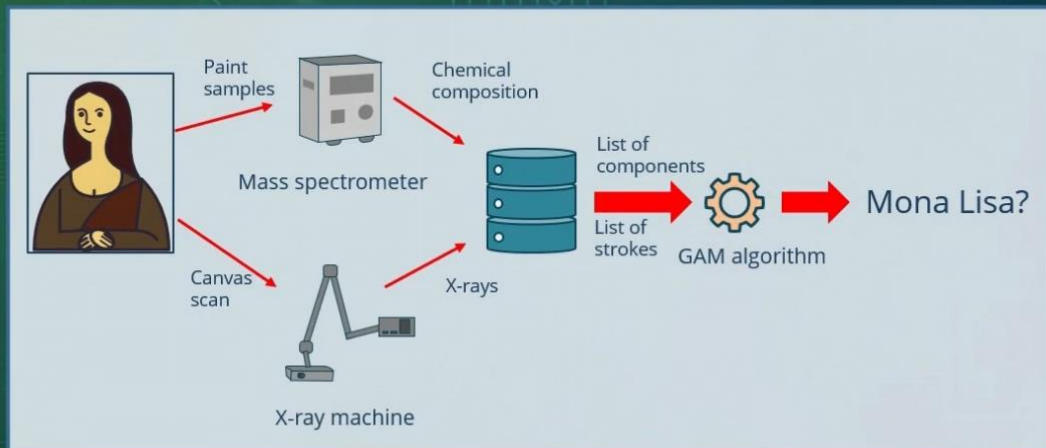 Paint
samples
Mass spectrometer
Chemical
composition
Canvas
scan
X-ray machine
X-rays
List of
components
List of
strokes
GAM algorithm
Mona Lisa?